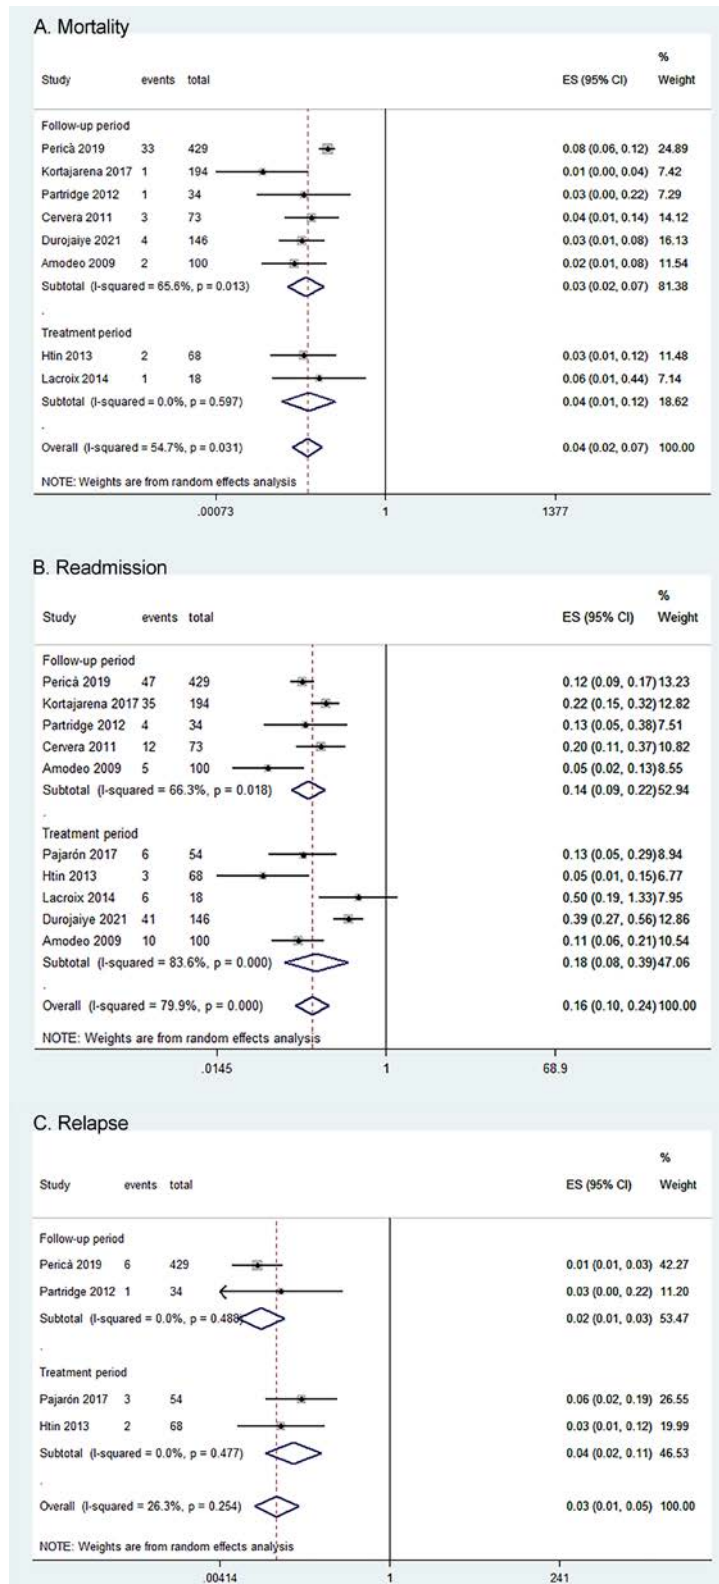 A. Mortality
%
Study events total ES (95% CI) Weight
Follow-up period
Pericà 2019 33 429 0.08 (0.06, 0.12) 24.89
Kortajarena 2017 1 194 0.01 (0.00, 0.04) 7.42
Partridge 2012 1 34 0.03 (0.00, 0.22) 7.29
Cervera 2011 3 73 0.04 (0.01, 0.14) 14.12
Durojaiye 2021 4 146 0.03 (0.01, 0.08) 16.13
Amodeo 2009 2 100 0.02 (0.01, 0.08) 11.54
Subtotal (I-squared = 65.6%, p = 0.013) 0.03 (0.02, 0.07) 81.38
.
Treatment period
Htin 2013 2 68 0.03 (0.01, 0.12) 11.48
Lacroix 2014 1 18 0.06 (0.01, 0.44) 7.14
Subtotal (I-squared = 0.0%, p = 0.597) 0.04 (0.01, 0.12) 18.62
.
Overall (I-squared = 54.7%, p = 0.031) 0.04 (0.02, 0.07) 100.00
NOTE: Weights are from random effects analysis
.00073 1 1377
B. Readmission
%
Study events total ES (95% CI) Weight
Follow-up period
Pericà 2019 47 429 0.12 (0.09, 0.17) 13.23
Kortajarena 2017 35 194 0.22 (0.15, 0.32) 12.82
Partridge 2012 4 34 0.13 (0.05, 0.38) 7.51
Cervera 2011 12 73 0.20 (0.11, 0.37) 10.82
Amodeo 2009 5 100 0.05 (0.02, 0.13) 8.55
Subtotal (I-squared = 66.3%, p = 0.018) 0.14 (0.09, 0.22) 52.94
.
Treatment period
Pajarón 2017 6 54 0.13 (0.05, 0.29) 8.94
Htin 2013 3 68 0.05 (0.01, 0.15) 6.77
Lacroix 2014 6 18 0.50 (0.19, 1.33) 7.95
Durojaiye 2021 41 146 0.39 (0.27, 0.56) 12.86
Amodeo 2009 10 100 0.11 (0.06, 0.21) 10.54
Subtotal (I-squared = 83.6%, p = 0.000) 0.18 (0.08, 0.39) 47.06
.
Overall (I-squared = 79.9%, p = 0.000) 0.16 (0.10, 0.24) 100.00
NOTE: Weights are from random effects analysis
.0145 1 68.9
C. Relapse
%
Study events total ES (95% CI) Weight
Follow-up period
Pericà 2019 6 429 0.01 (0.01, 0.03) 42.27
Partridge 2012 1 34 0.03 (0.00, 0.22) 11.20
Subtotal (I-squared = 0.0%, p = 0.488) 0.02 (0.01, 0.03) 53.47
.
Treatment period
Pajarón 2017 3 54 0.06 (0.02, 0.19) 26.55
Htin 2013 2 68 0.03 (0.01, 0.12) 19.99
Subtotal (I-squared = 0.0%, p = 0.477) 0.04 (0.02, 0.11) 46.53
.
Overall (I-squared = 26.3%, p = 0.254) 0.03 (0.01, 0.05) 100.00
NOTE: Weights are from random effects analysis
.00414 1 241